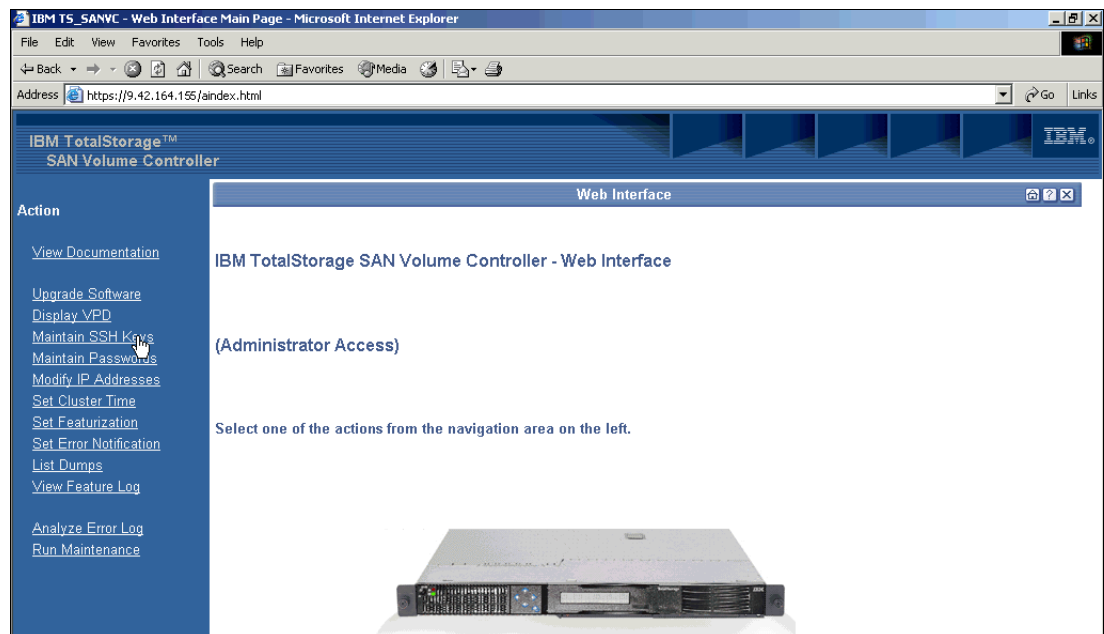 IBM TS_SANVC - Web Interface Main Page - Microsoft Internet Explorer
File Edit View Favorites Tools Help
Back Search Favorites Media
Address https://9.42.164.155/aindex.html Go Links
IBM TotalStorage™
SAN Volume Controller
IBM®
Web Interface
Action
View Documentation
Upgrade Software
Display VPD
Maintain SSH Keys
Maintain Passwords
Modify IP Addresses
Set Cluster Time
Set Featurization
Set Error Notification
List Dumps
View Feature Log
Analyze Error Log
Run Maintenance
IBM TotalStorage SAN Volume Controller - Web Interface
(Administrator Access)
Select one of the actions from the navigation area on the left.